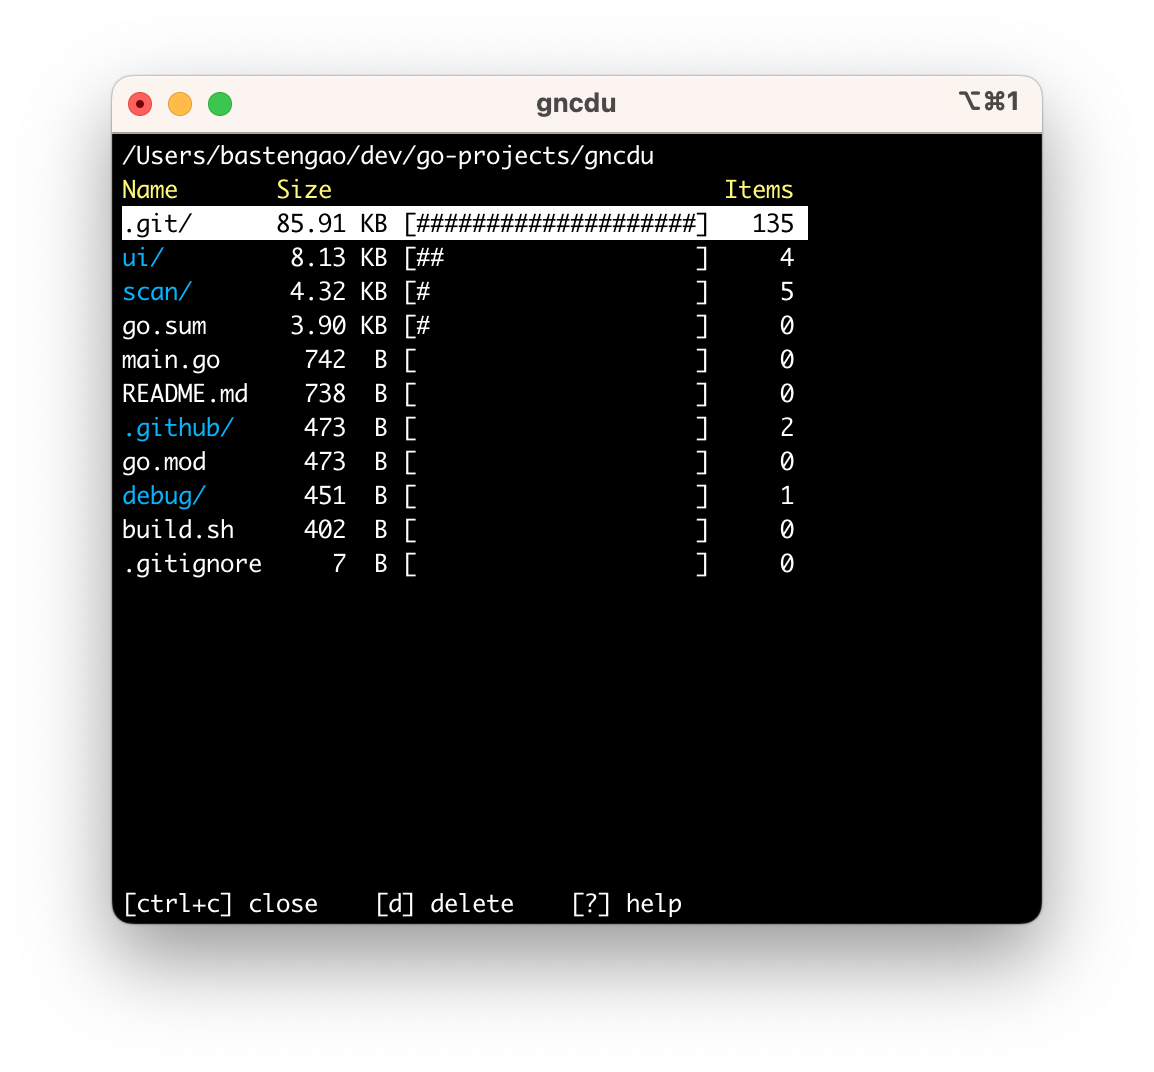 gncdu ⌥⌘1
/Users/bastengao/dev/go-projects/gncdu
Name       Size                            Items
.git/      85.91 KB [####################]   135
ui/         8.13 KB [##                  ]     4
scan/       4.32 KB [#                   ]     5
go.sum      3.90 KB [#                   ]     0
main.go      742  B [                    ]     0
README.md    738  B [                    ]     0
.github/     473  B [                    ]     2
go.mod       473  B [                    ]     0
debug/       451  B [                    ]     1
build.sh     402  B [                    ]     0
.gitignore     7  B [                    ]     0
[ctrl+c] close    [d] delete    [?] help